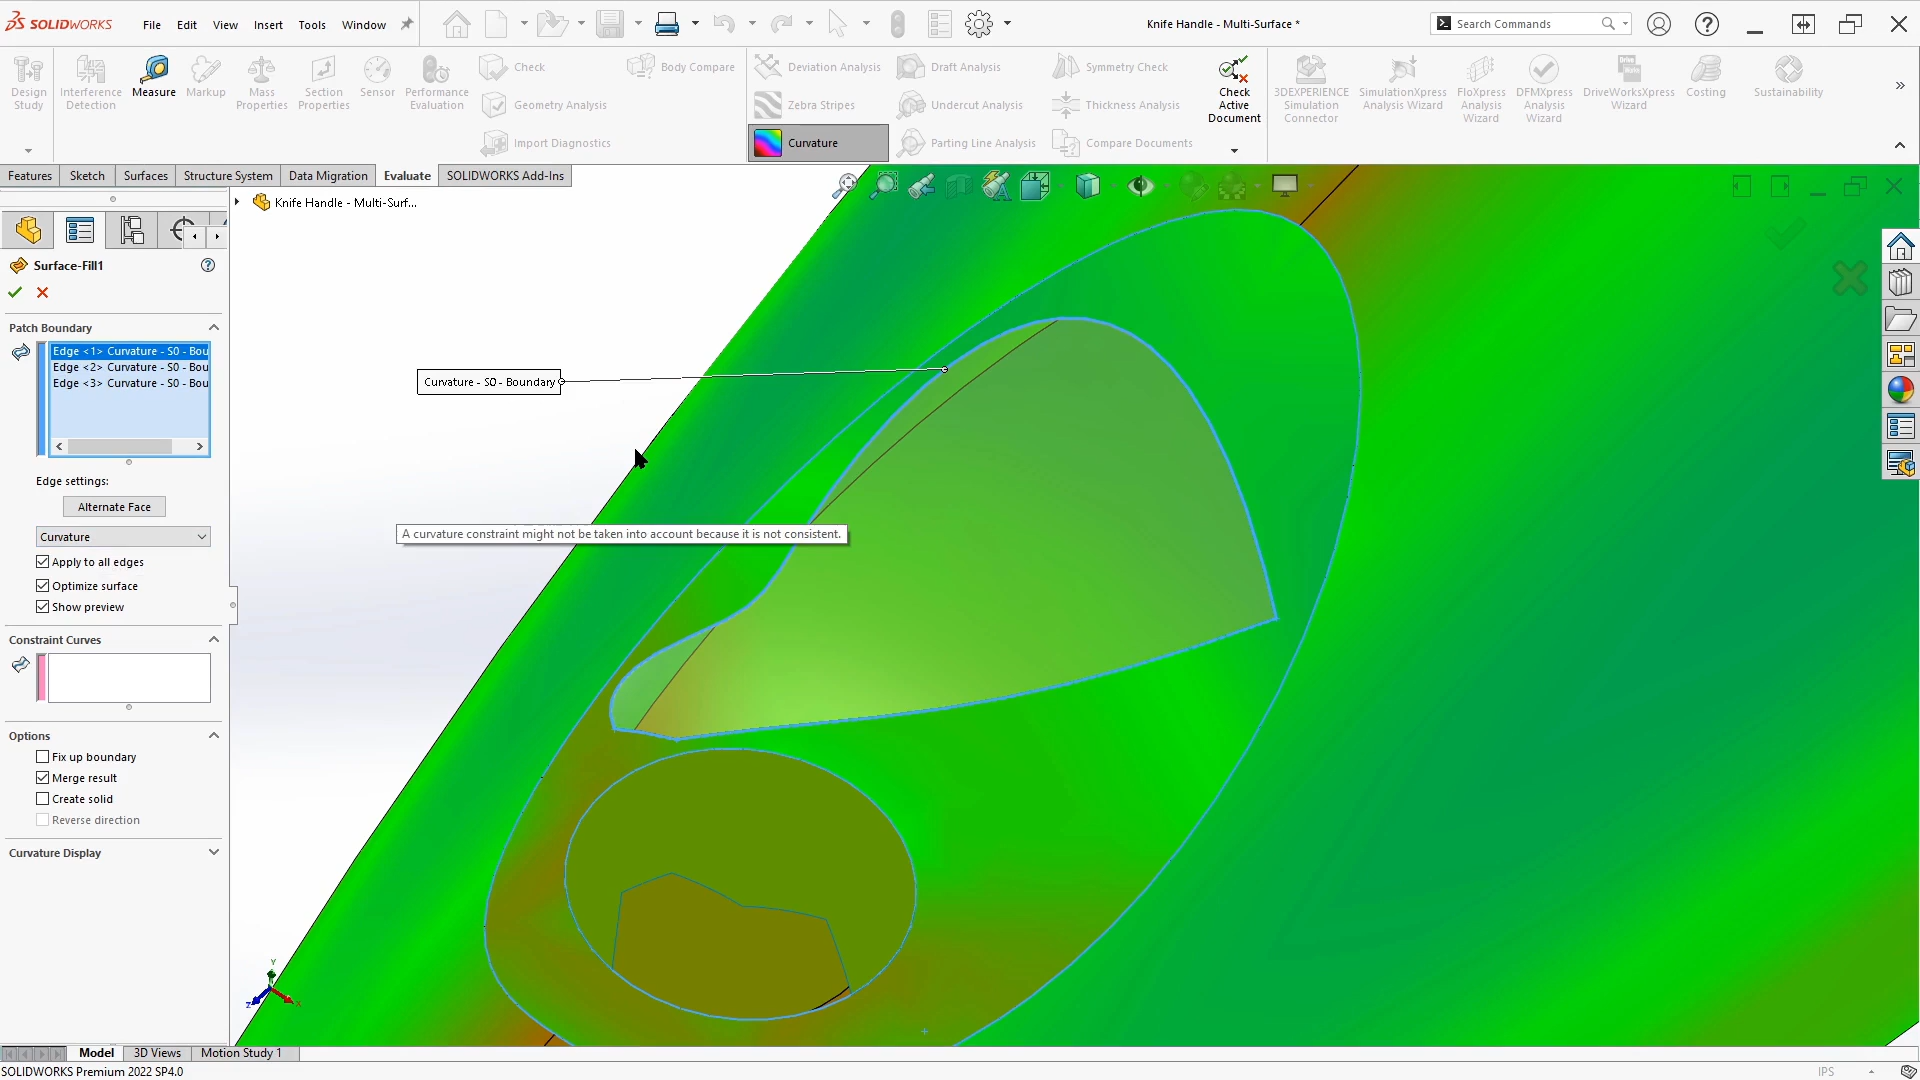 SOLIDWORKS
File Edit View Insert Tools Window
Knife Handle - Multi-Surface *
Search Commands
Design Study
Interference Detection
Measure
Markup
Mass Properties
Section Properties
Sensor
Performance Evaluation
Check
Geometry Analysis
Import Diagnostics
Body Compare
Deviation Analysis
Zebra Stripes
Curvature
Draft Analysis
Undercut Analysis
Parting Line Analysis
Symmetry Check
Thickness Analysis
Compare Documents
Check Active Document
3DEXPERIENCE Simulation Connector
SimulationXpress Analysis Wizard
FloXpress Analysis Wizard
DFMXpress Analysis Wizard
DriveWorksXpress Wizard
Costing
Sustainability
Features Sketch Surfaces Structure System Data Migration Evaluate SOLIDWORKS Add-Ins
Knife Handle - Multi-Surf...
Surface-Fill1
Patch Boundary
Edge <1> Curvature - S0 - Bou
Edge <2> Curvature - S0 - Bou
Edge <3> Curvature - S0 - Bou
Edge settings:
Alternate Face
Curvature
Apply to all edges
Optimize surface
Show preview
Constraint Curves
Options
Fix up boundary
Merge result
Create solid
Reverse direction
Curvature Display
Curvature - S0 - Boundary
A curvature constraint might not be taken into account because it is not consistent.
Y
Z
X
Model 3D Views Motion Study 1
SOLIDWORKS Premium 2022 SP4.0
IPS